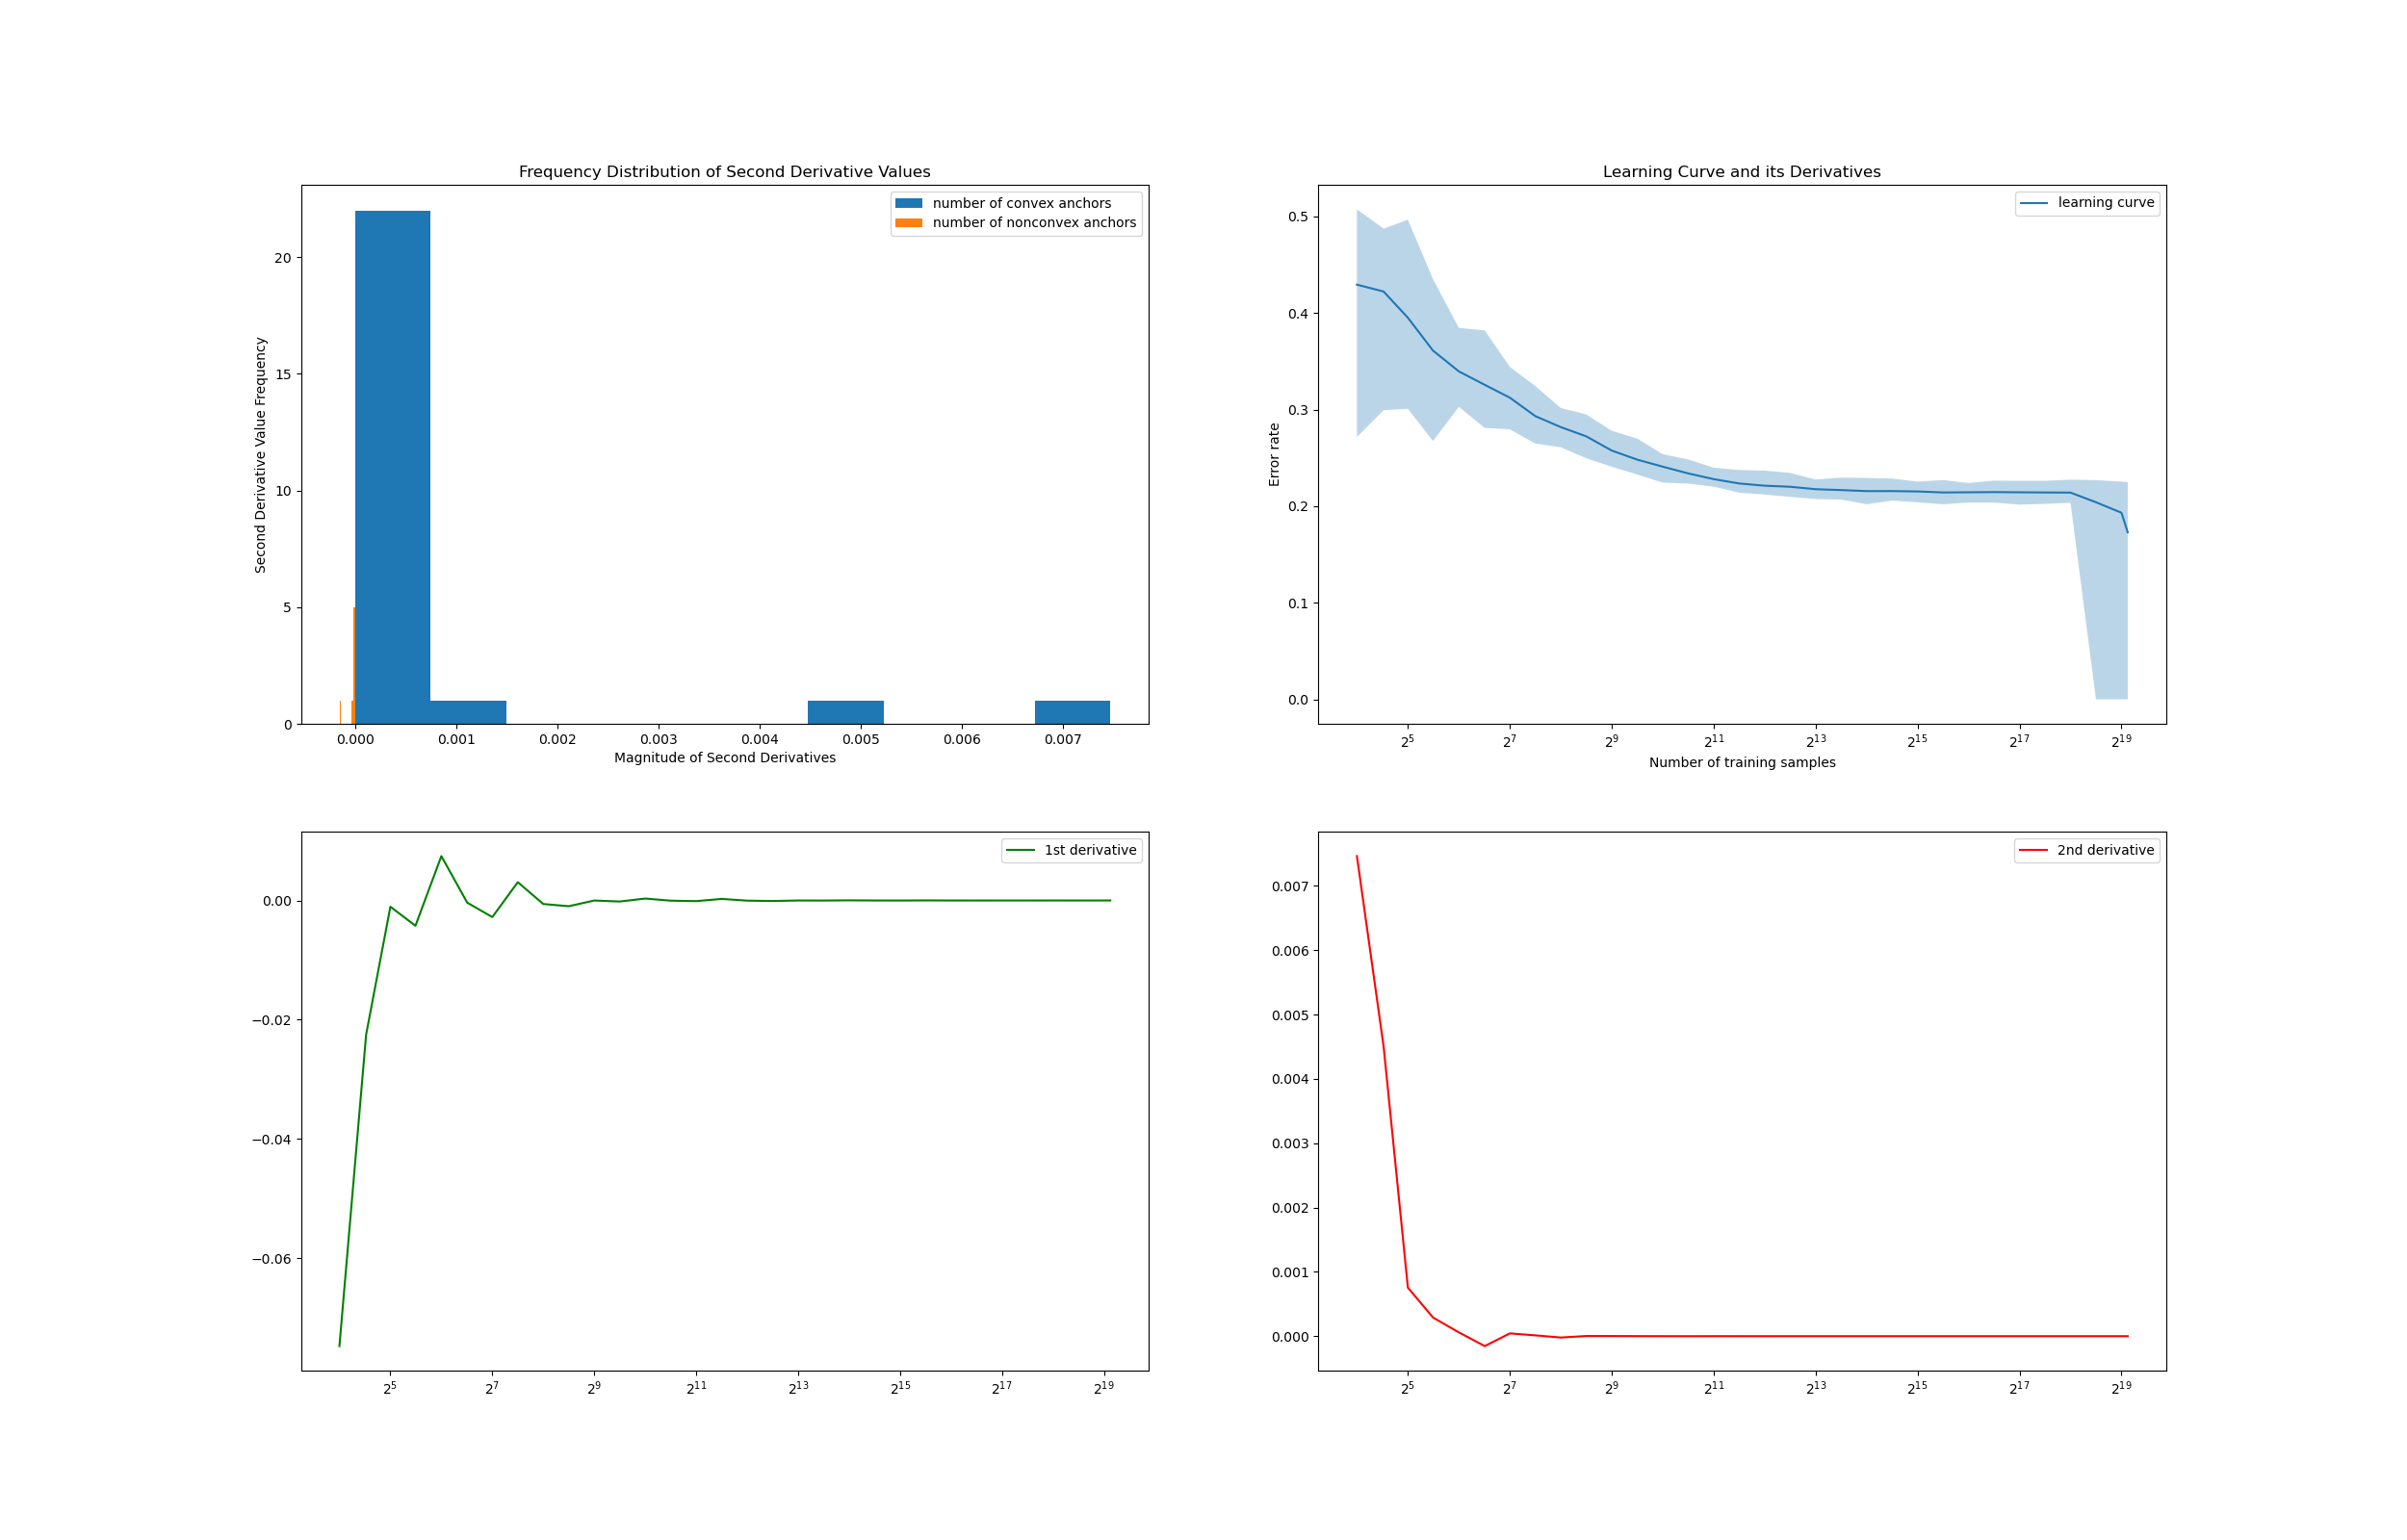 Frequency Distribution of Second Derivative Values
number of convex anchors
number of nonconvex anchors
Second Derivative Value Frequency
20
15
10
5
0
0.000 0.001 0.002 0.003 0.004 0.005 0.006 0.007
Magnitude of Second Derivatives
Learning Curve and its Derivatives
learning curve
Error rate
0.5
0.4
0.3
0.2
0.1
0.0
2^5 2^7 2^9 2^11 2^13 2^15 2^17 2^19
Number of training samples
1st derivative
0.00
−0.02
−0.04
−0.06
2^5 2^7 2^9 2^11 2^13 2^15 2^17 2^19
2nd derivative
0.007
0.006
0.005
0.004
0.003
0.002
0.001
0.000
2^5 2^7 2^9 2^11 2^13 2^15 2^17 2^19